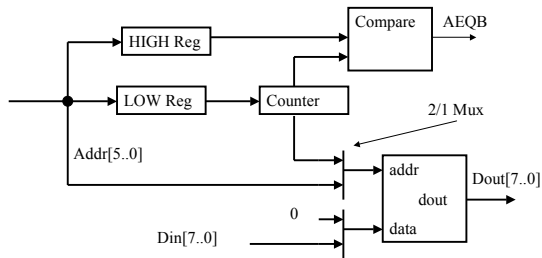 Compare
AEQB
HIGH Reg
LOW Reg
Counter
2/1 Mux
Addr[5..0]
addr
Dout[7..0]
dout
0
data
Din[7..0]